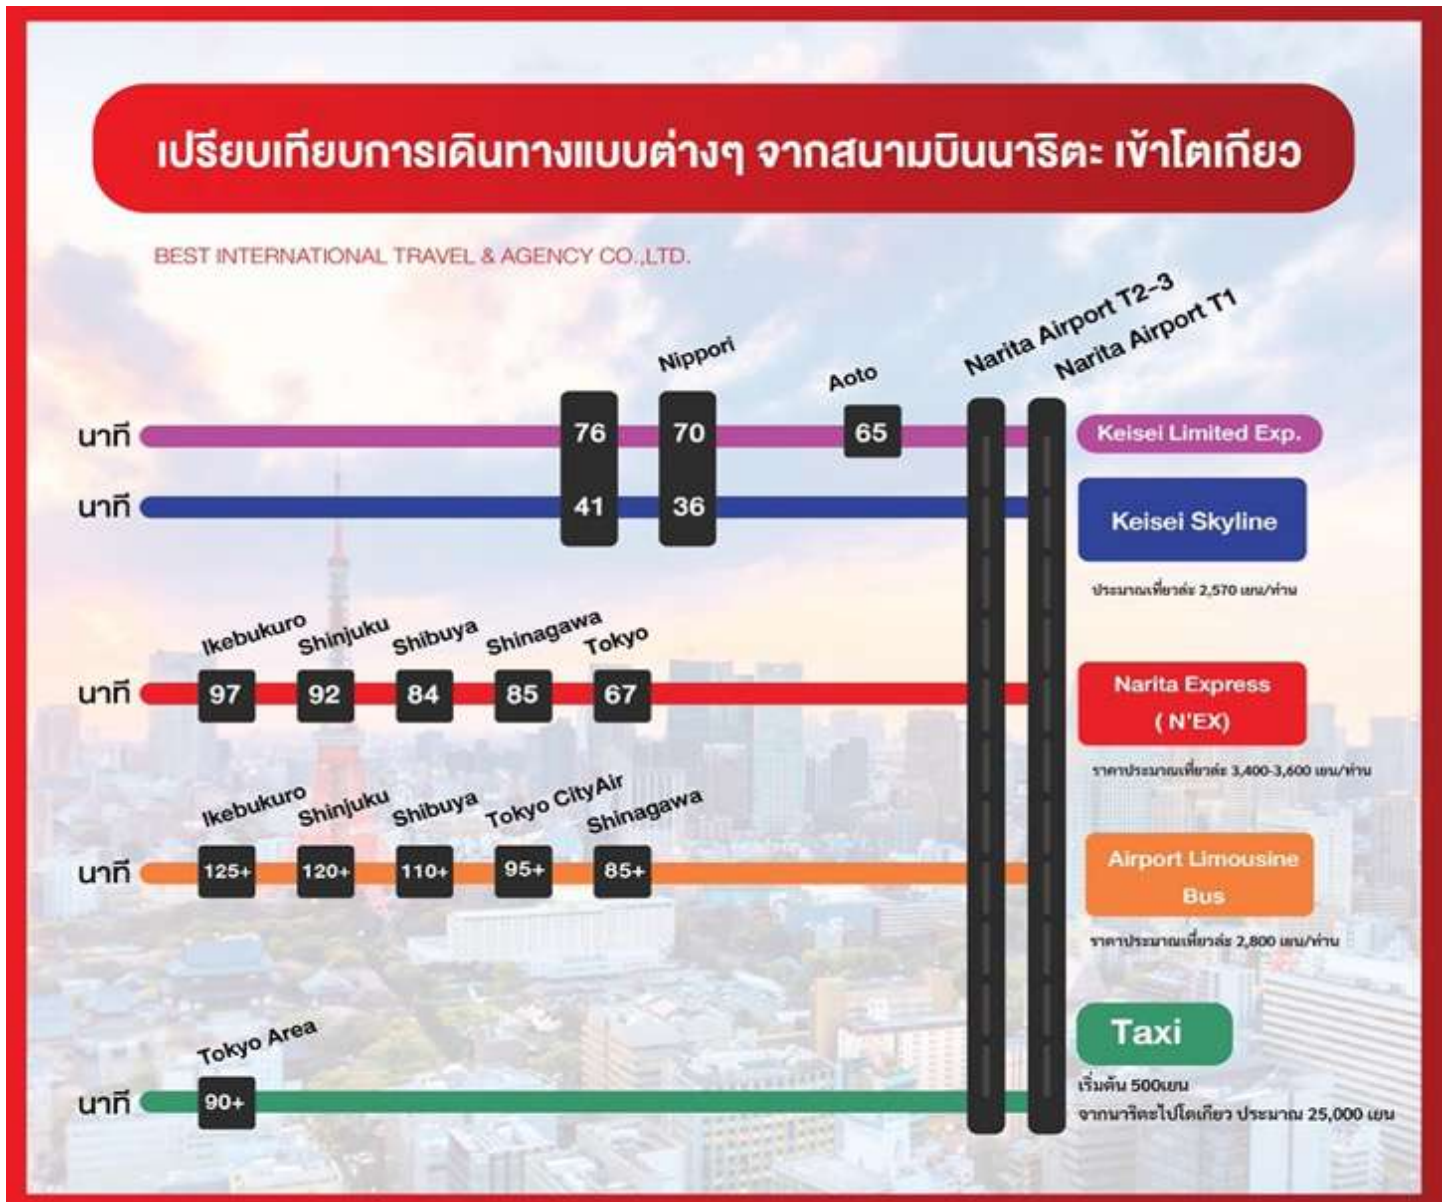 เปรียบเทียบการเดินทางแบบต่างๆ จากสนามบินนาริตะ เข้าโตเกียว
BEST INTERNATIONAL TRAVEL & AGENCY CO.,LTD.
Nippori
Aoto
Narita Airport T2-3
Narita Airport T1
นาที 76 70 65 Keisei Limited Exp.
นาที 41 36 Keisei Skyline
ประมาณเที่ยวล่ะ 2,570 เยน/ท่าน
Ikebukuro Shinjuku Shibuya Shinagawa Tokyo
นาที 97 92 84 85 67
Narita Express
( N'EX)
ราคาประมาณเที่ยวล่ะ 3,400-3,600 เยน/ท่าน
Ikebukuro Shinjuku Shibuya Tokyo CityAir Shinagawa
นาที 125+ 120+ 110+ 95+ 85+
Airport Limousine
Bus
ราคาประมาณเที่ยวล่ะ 2,800 เยน/ท่าน
Tokyo Area
นาที 90+
Taxi
เริ่มต้น 500เยน
จากนาริตะไปโตเกียว ประมาณ 25,000 เยน